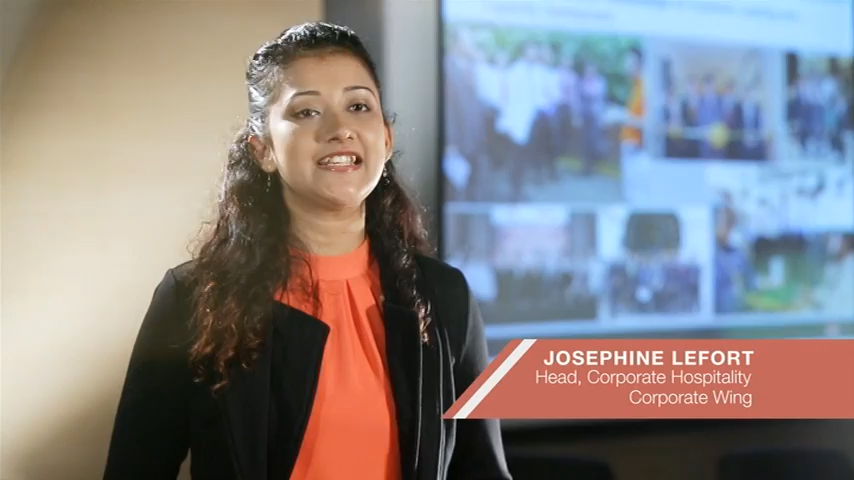 JOSEPHINE LEFORT
Head, Corporate Hospitality
Corporate Wing